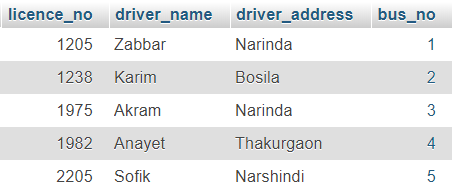 licence_no driver_name driver_address bus_no
1205 Zabbar Narinda 1
1238 Karim Bosila 2
1975 Akram Narinda 3
1982 Anayet Thakurgaon 4
2205 Sofik Narshindi 5